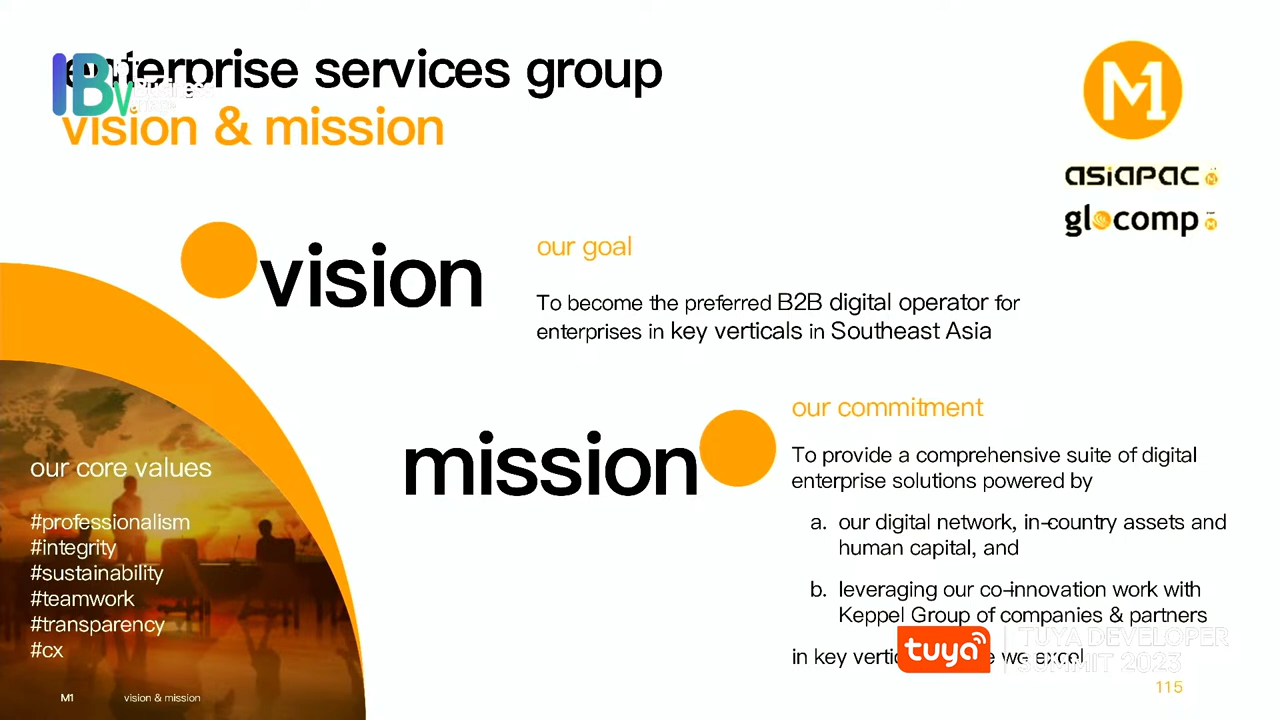 enterprise services group
vision & mission
IBV
Business
M1
asiapac
glocomp
vision
our goal
To become the preferred B2B digital operator for
enterprises in key verticals in Southeast Asia
mission
our commitment
To provide a comprehensive suite of digital
enterprise solutions powered by
a. our digital network, in-country assets and
human capital, and
b. leveraging our co-innovation work with
Keppel Group of companies & partners
in key we excel
our core values
#professionalism
#integrity
#sustainability
#teamwork
#transparency
#cx
tuya
TUYA DEVELOPER
SUMMIT 2023
M1 vision & mission
115